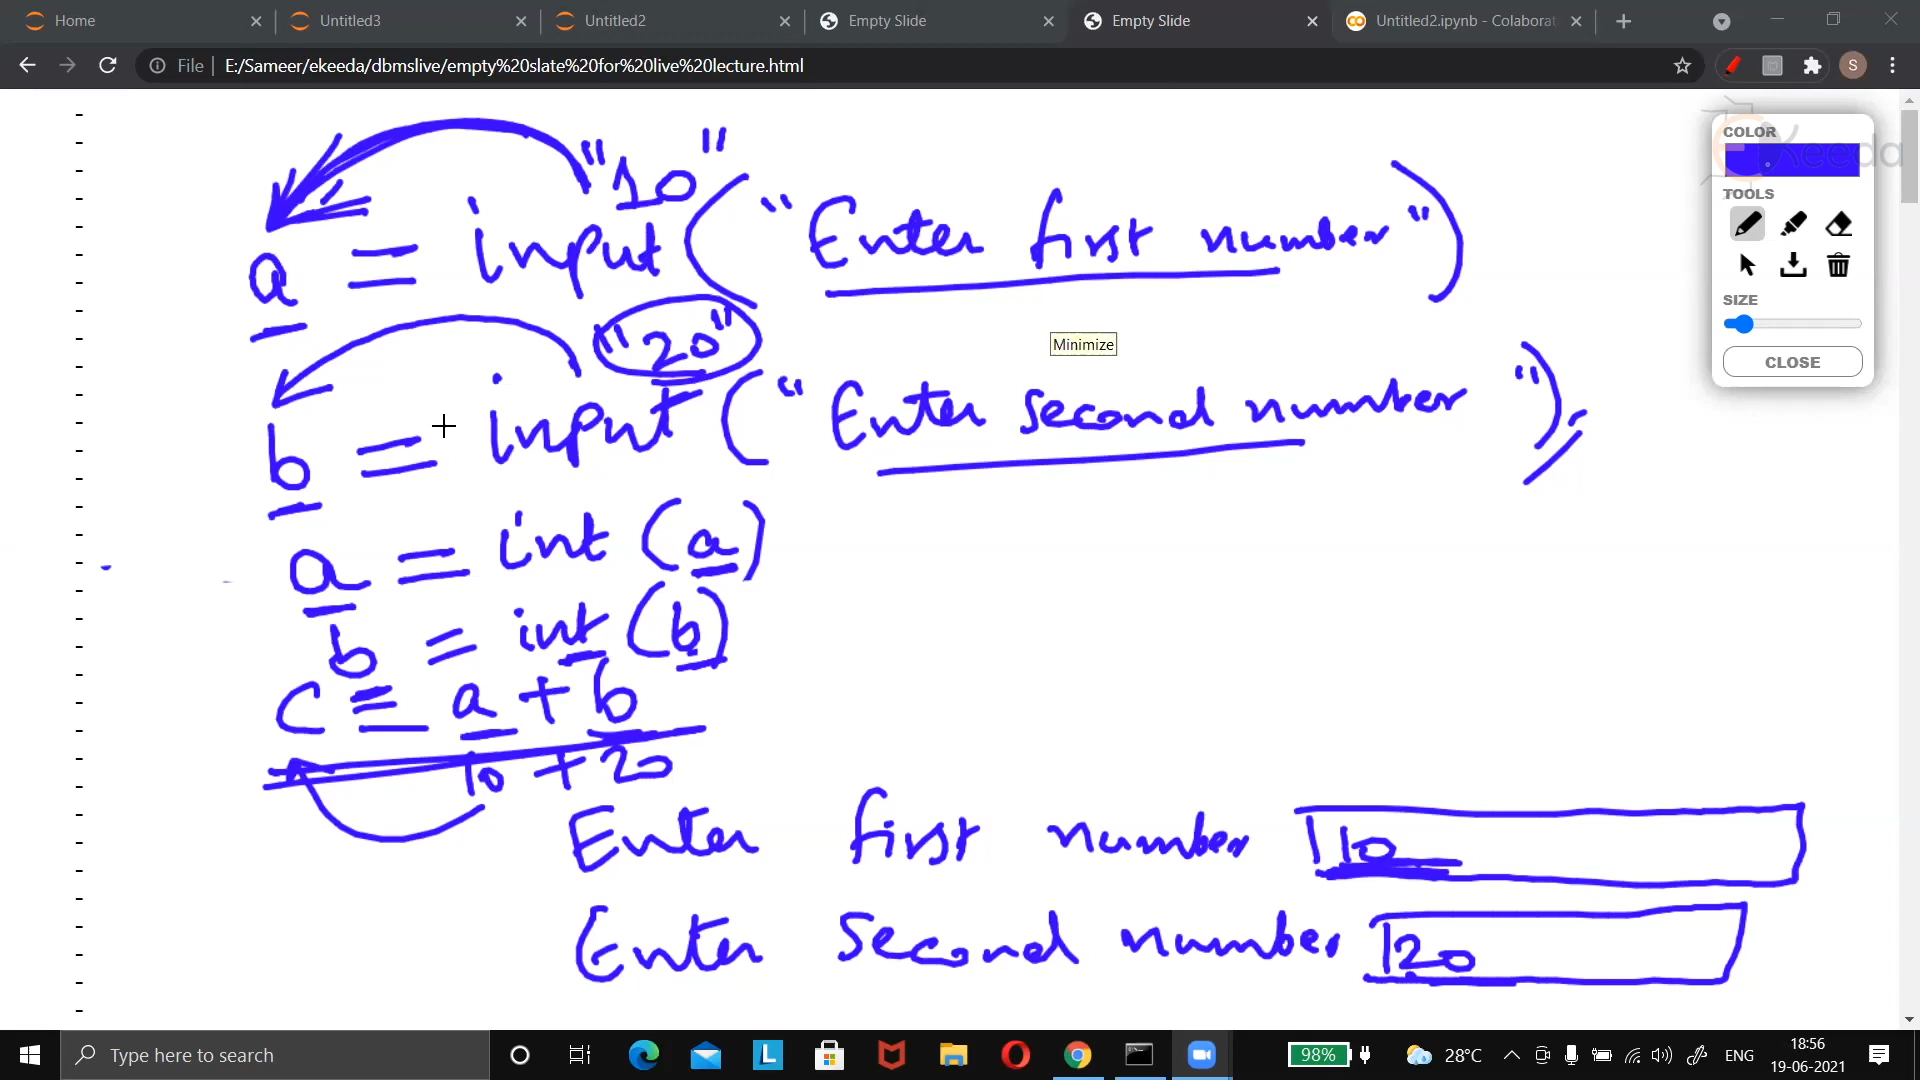 Home
Untitled3
Untitled2
Empty Slide
Empty Slide
Untitled2.ipynb - Colaborat
File
E:/Sameer/ekeeda/dbmslive/empty%20slate%20for%20live%20lecture.html
S
"10"
a = input("Enter first number")
"20"
Minimize
b = input("Enter second number");
a = int(a)
b = int(b)
c = a + b
10 + 20
Enter first number 10
Enter second number 20
COLOR
TOOLS
SIZE
CLOSE
Type here to search
98%
28°C
ENG
18:56
19-06-2021